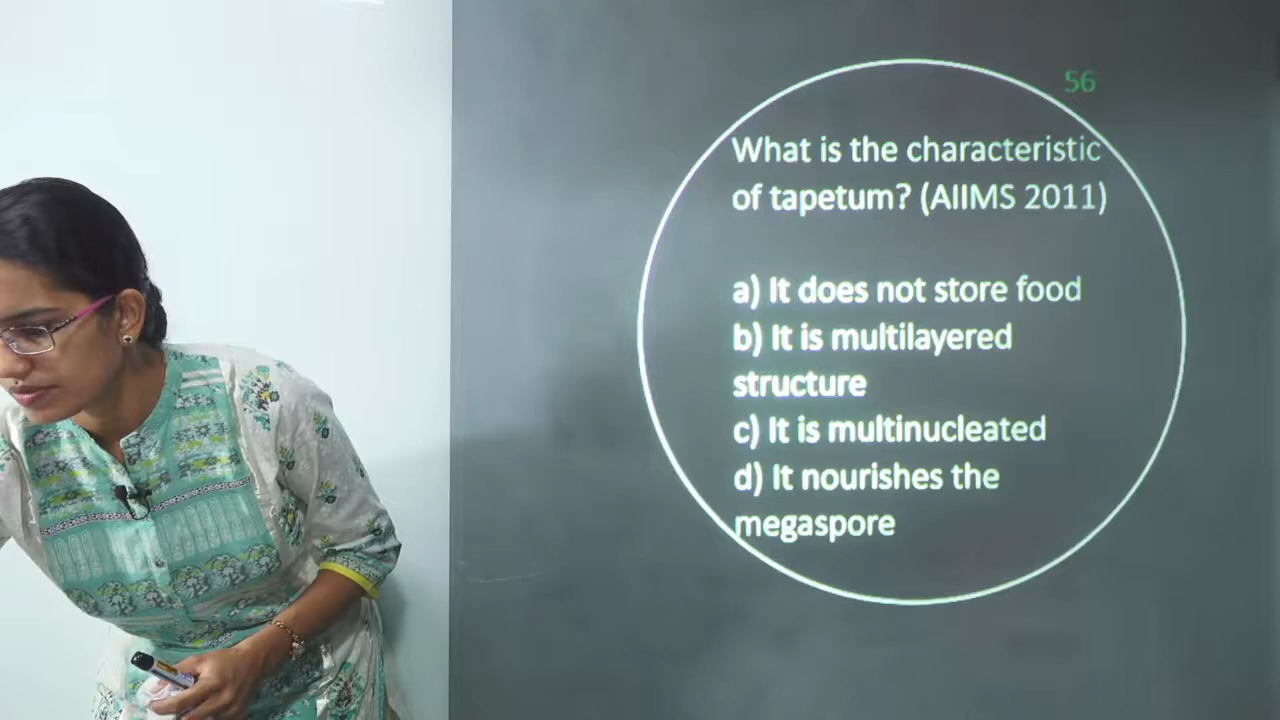 56
What is the characteristic
of tapetum? (AIIMS 2011)
a) It does not store food
b) It is multilayered
structure
c) It is multinucleated
d) It nourishes the
megaspore